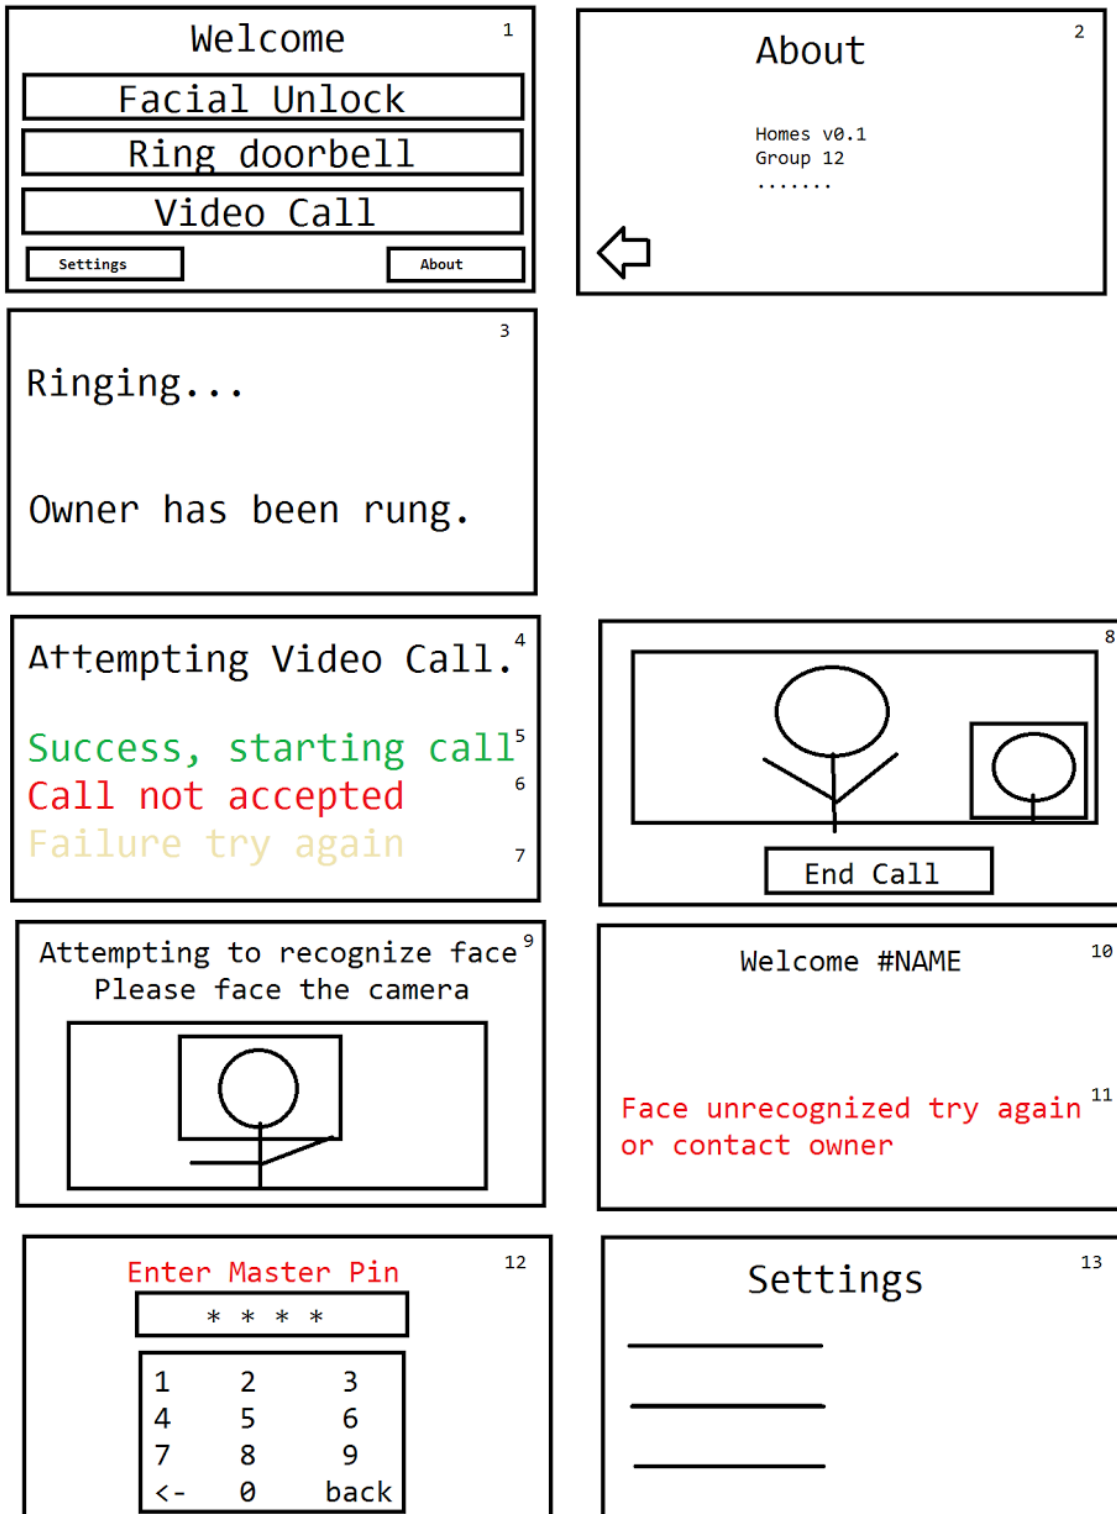 Welcome
1
Facial Unlock
Ring doorbell
Video Call
Settings
About
About
2
Homes v0.1
Group 12
.......
3
Ringing...
Owner has been rung.
Attempting Video Call.
4
Success, starting call
5
Call not accepted
6
Failure try again
7
8
End Call
Attempting to recognize face
9
Please face the camera
Welcome #NAME
10
Face unrecognized try again
11
or contact owner
Enter Master Pin
12
* * * *
1 2 3
4 5 6
7 8 9
<- 0 back
Settings
13